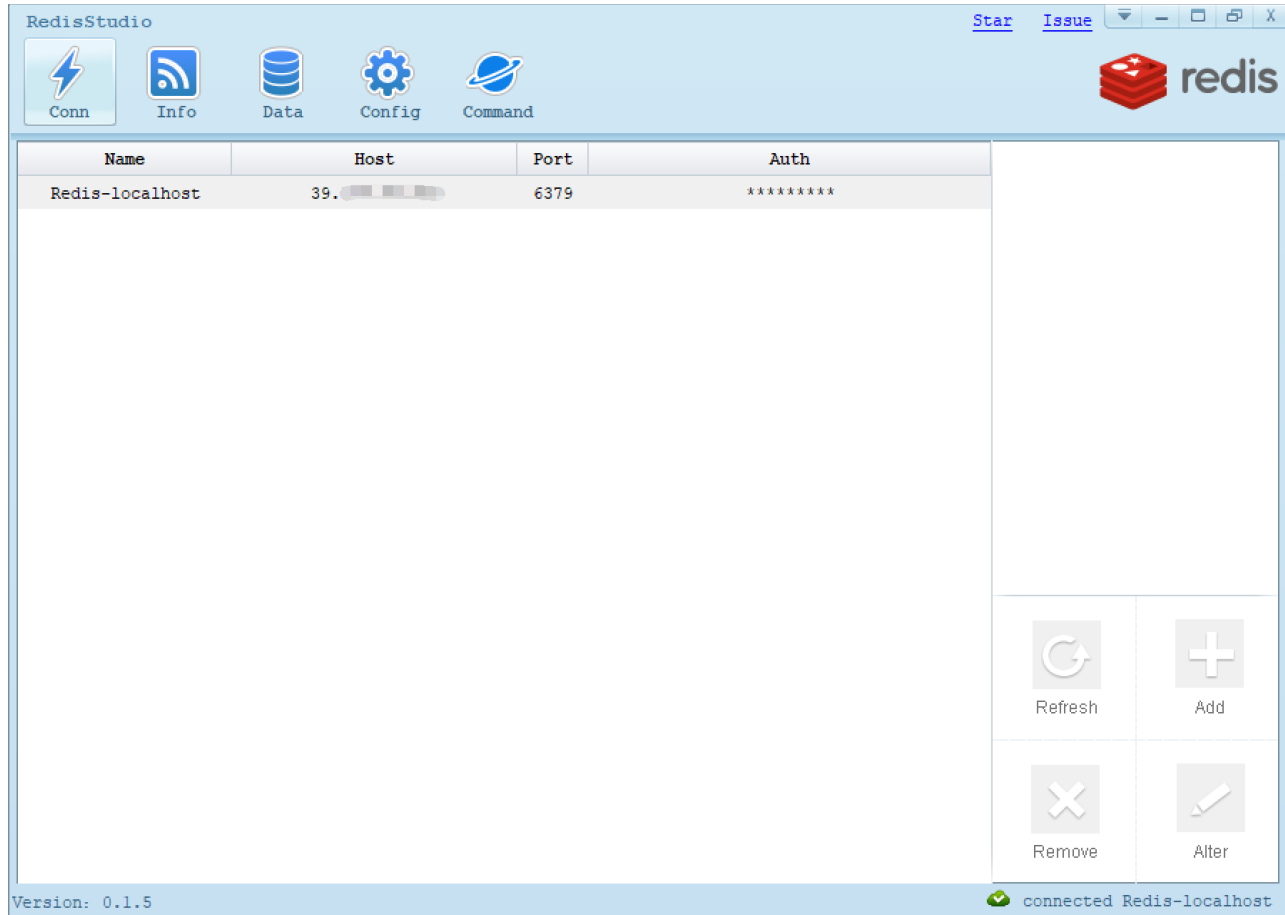 RedisStudio Star Issue X
Conn Info Data Config Command
redis
Name Host Port Auth
Redis-localhost 39. 6379 *********
Refresh Add
Remove Alter
Version: 0.1.5 connected Redis-localhost